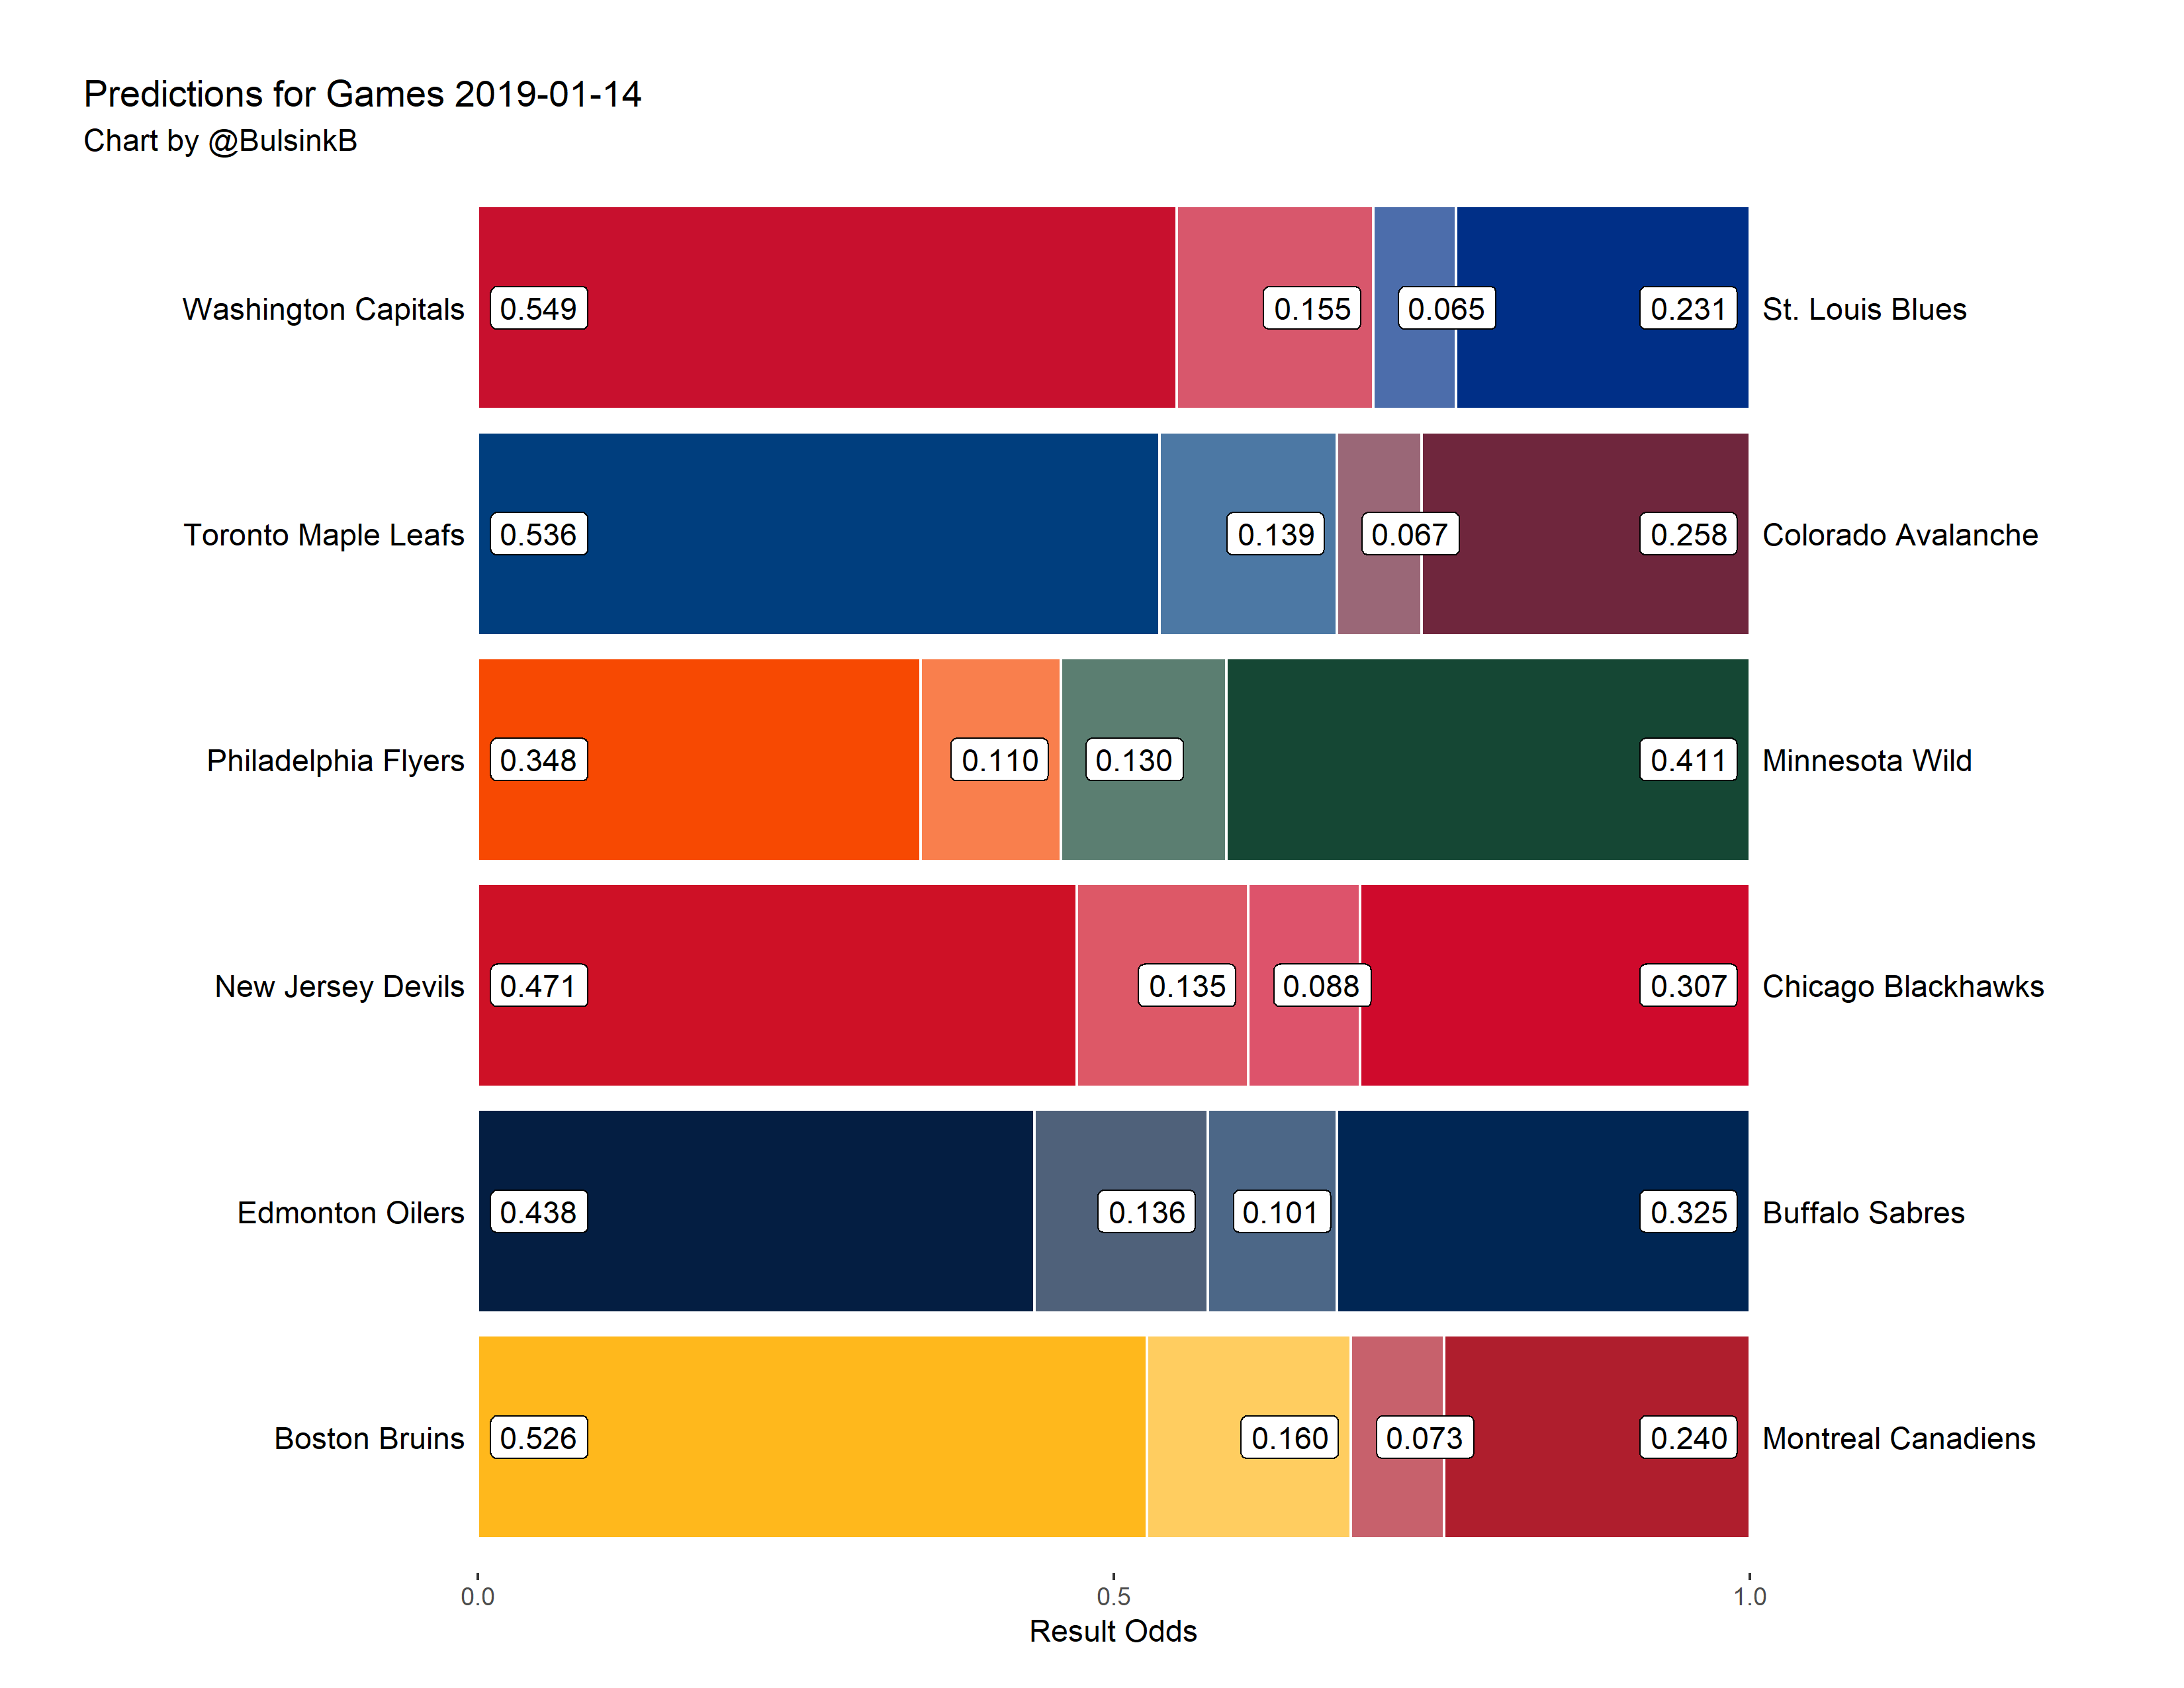 Predictions for Games 2019-01-14
Chart by @BulsinkB
Washington Capitals 0.549 0.155 0.065 0.231 St. Louis Blues
Toronto Maple Leafs 0.536 0.139 0.067 0.258 Colorado Avalanche
Philadelphia Flyers 0.348 0.110 0.130 0.411 Minnesota Wild
New Jersey Devils 0.471 0.135 0.088 0.307 Chicago Blackhawks
Edmonton Oilers 0.438 0.136 0.101 0.325 Buffalo Sabres
Boston Bruins 0.526 0.160 0.073 0.240 Montreal Canadiens
0.0 0.5 1.0
Result Odds